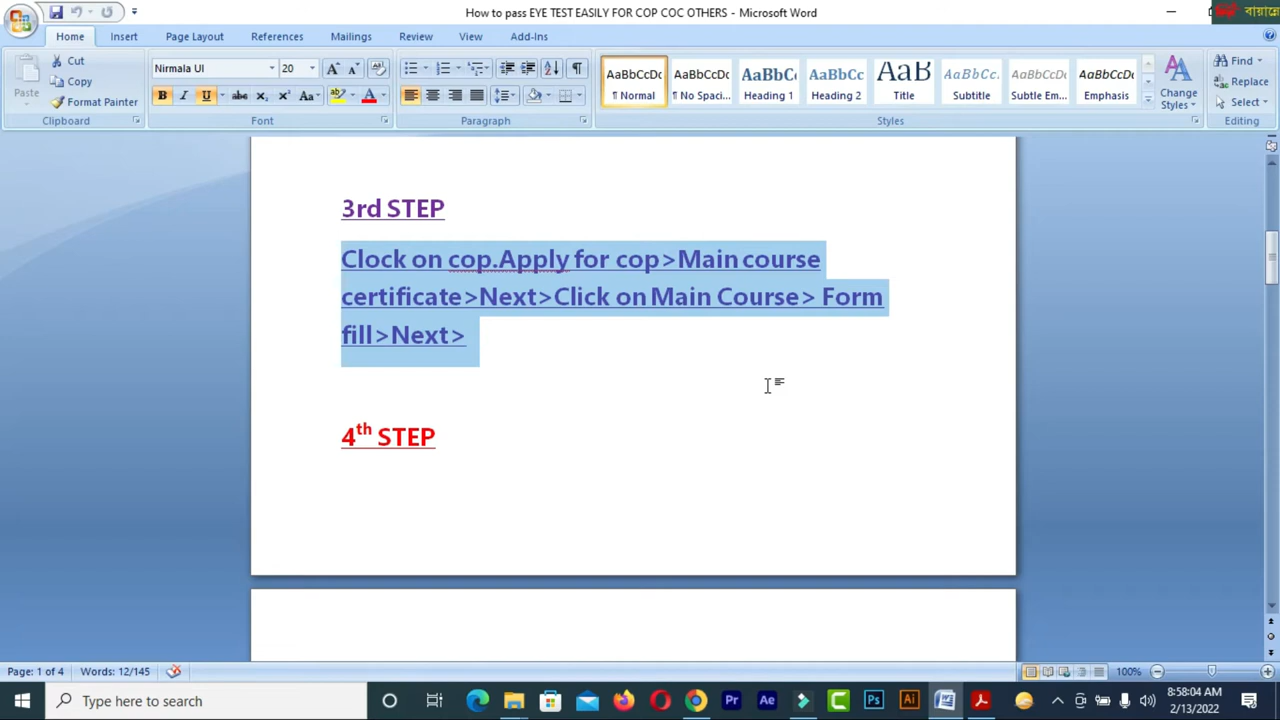 How to pass EYE TEST EASILY FOR COP COC OTHERS - Microsoft Word
বায়ান্নো
Home Insert Page Layout References Mailings Review View Add-Ins
Cut
Copy
Format Painter
Paste
Clipboard
Nirmala UI 20
Font
Paragraph
AaBbCcDc AaBbCcDc AaBbCc AaBbCc AaB AaBbCc. AaBbCcDc AaBbCcDc
¶ Normal ¶ No Spaci... Heading 1 Heading 2 Title Subtitle Subtle Em... Emphasis
Styles
Change Styles
Find
Replace
Select
Editing
3rd STEP
Clock on cop.Apply for cop>Main course
certificate>Next>Click on Main Course> Form
fill>Next>
4th STEP
Page: 1 of 4 Words: 12/145 100%
Type here to search
8:58:04 AM
2/13/2022